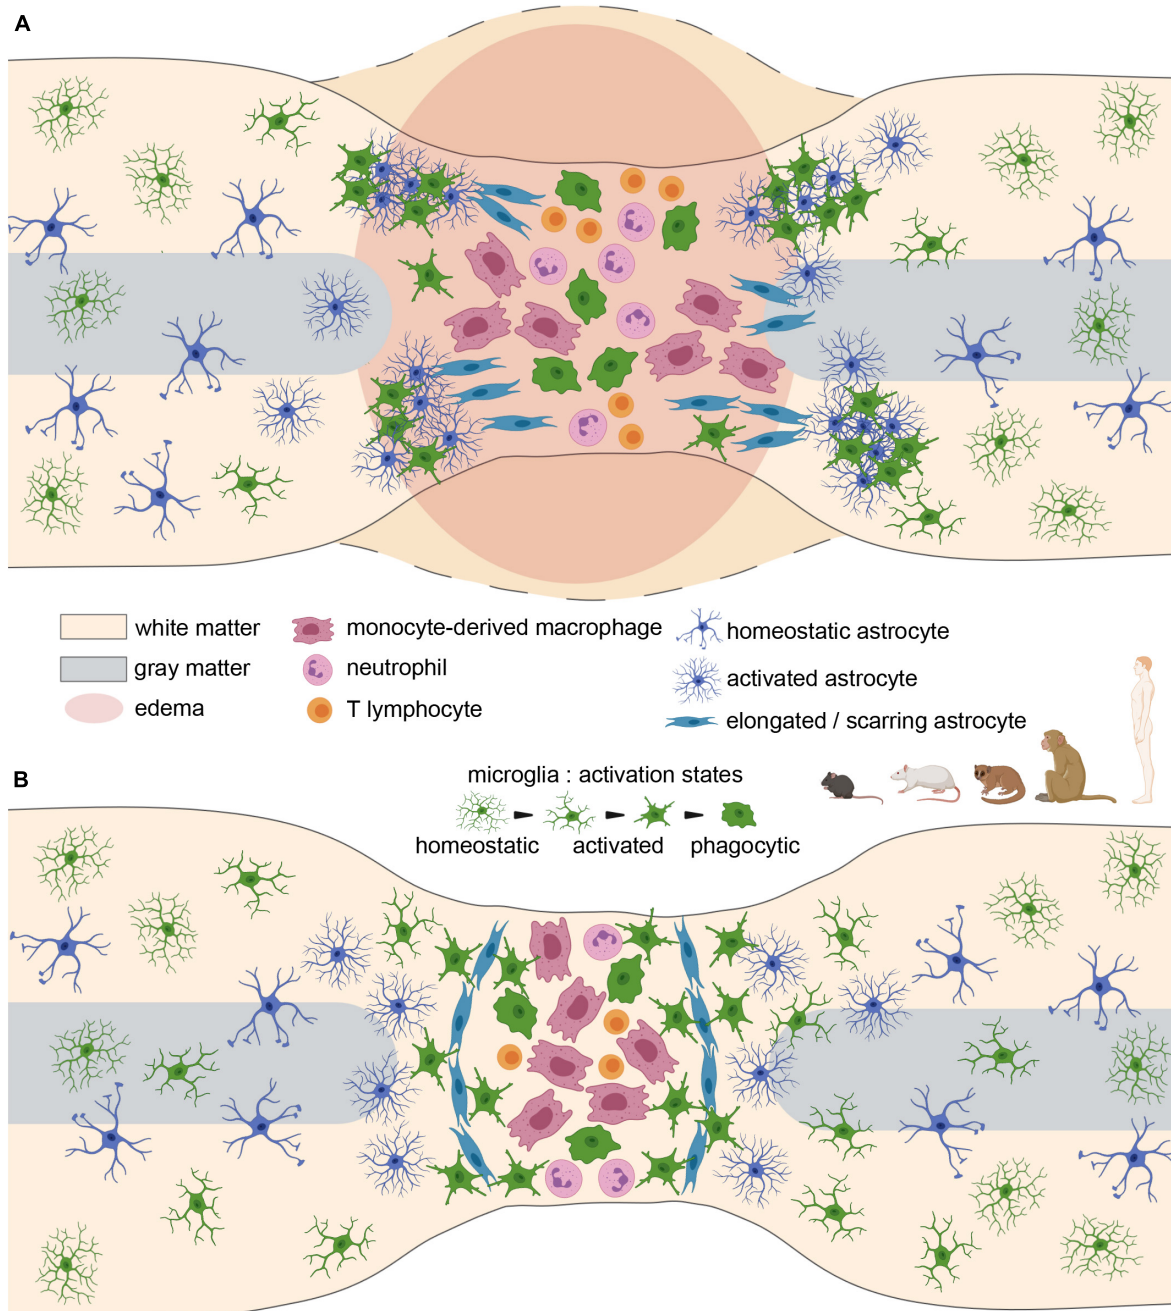 A
white matter
monocyte-derived macrophage
homeostatic astrocyte
gray matter
neutrophil
activated astrocyte
edema
T lymphocyte
elongated / scarring astrocyte
B
microglia : activation states
homeostatic activated phagocytic